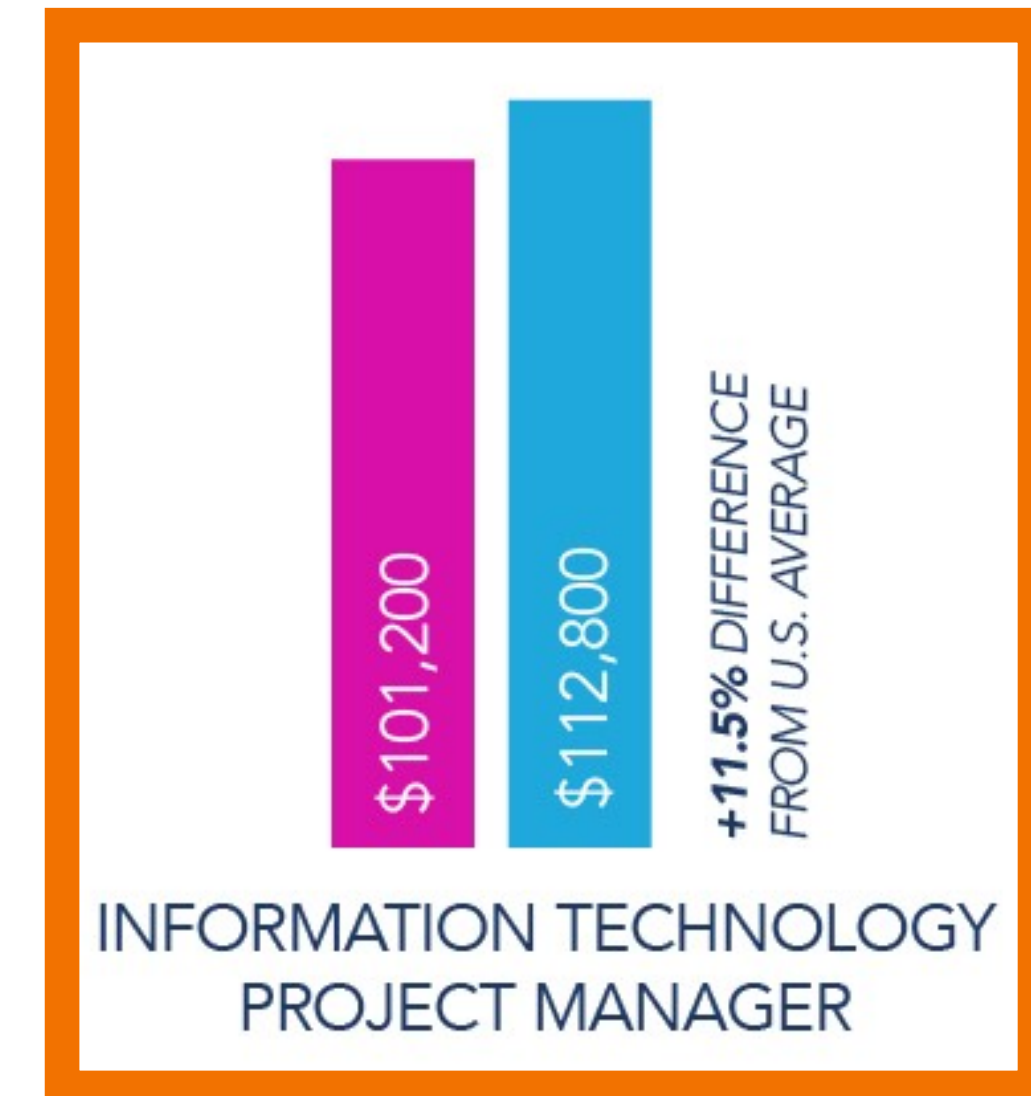 $101,200
$112,800
+11.5% DIFFERENCE
FROM U.S. AVERAGE
INFORMATION TECHNOLOGY
PROJECT MANAGER